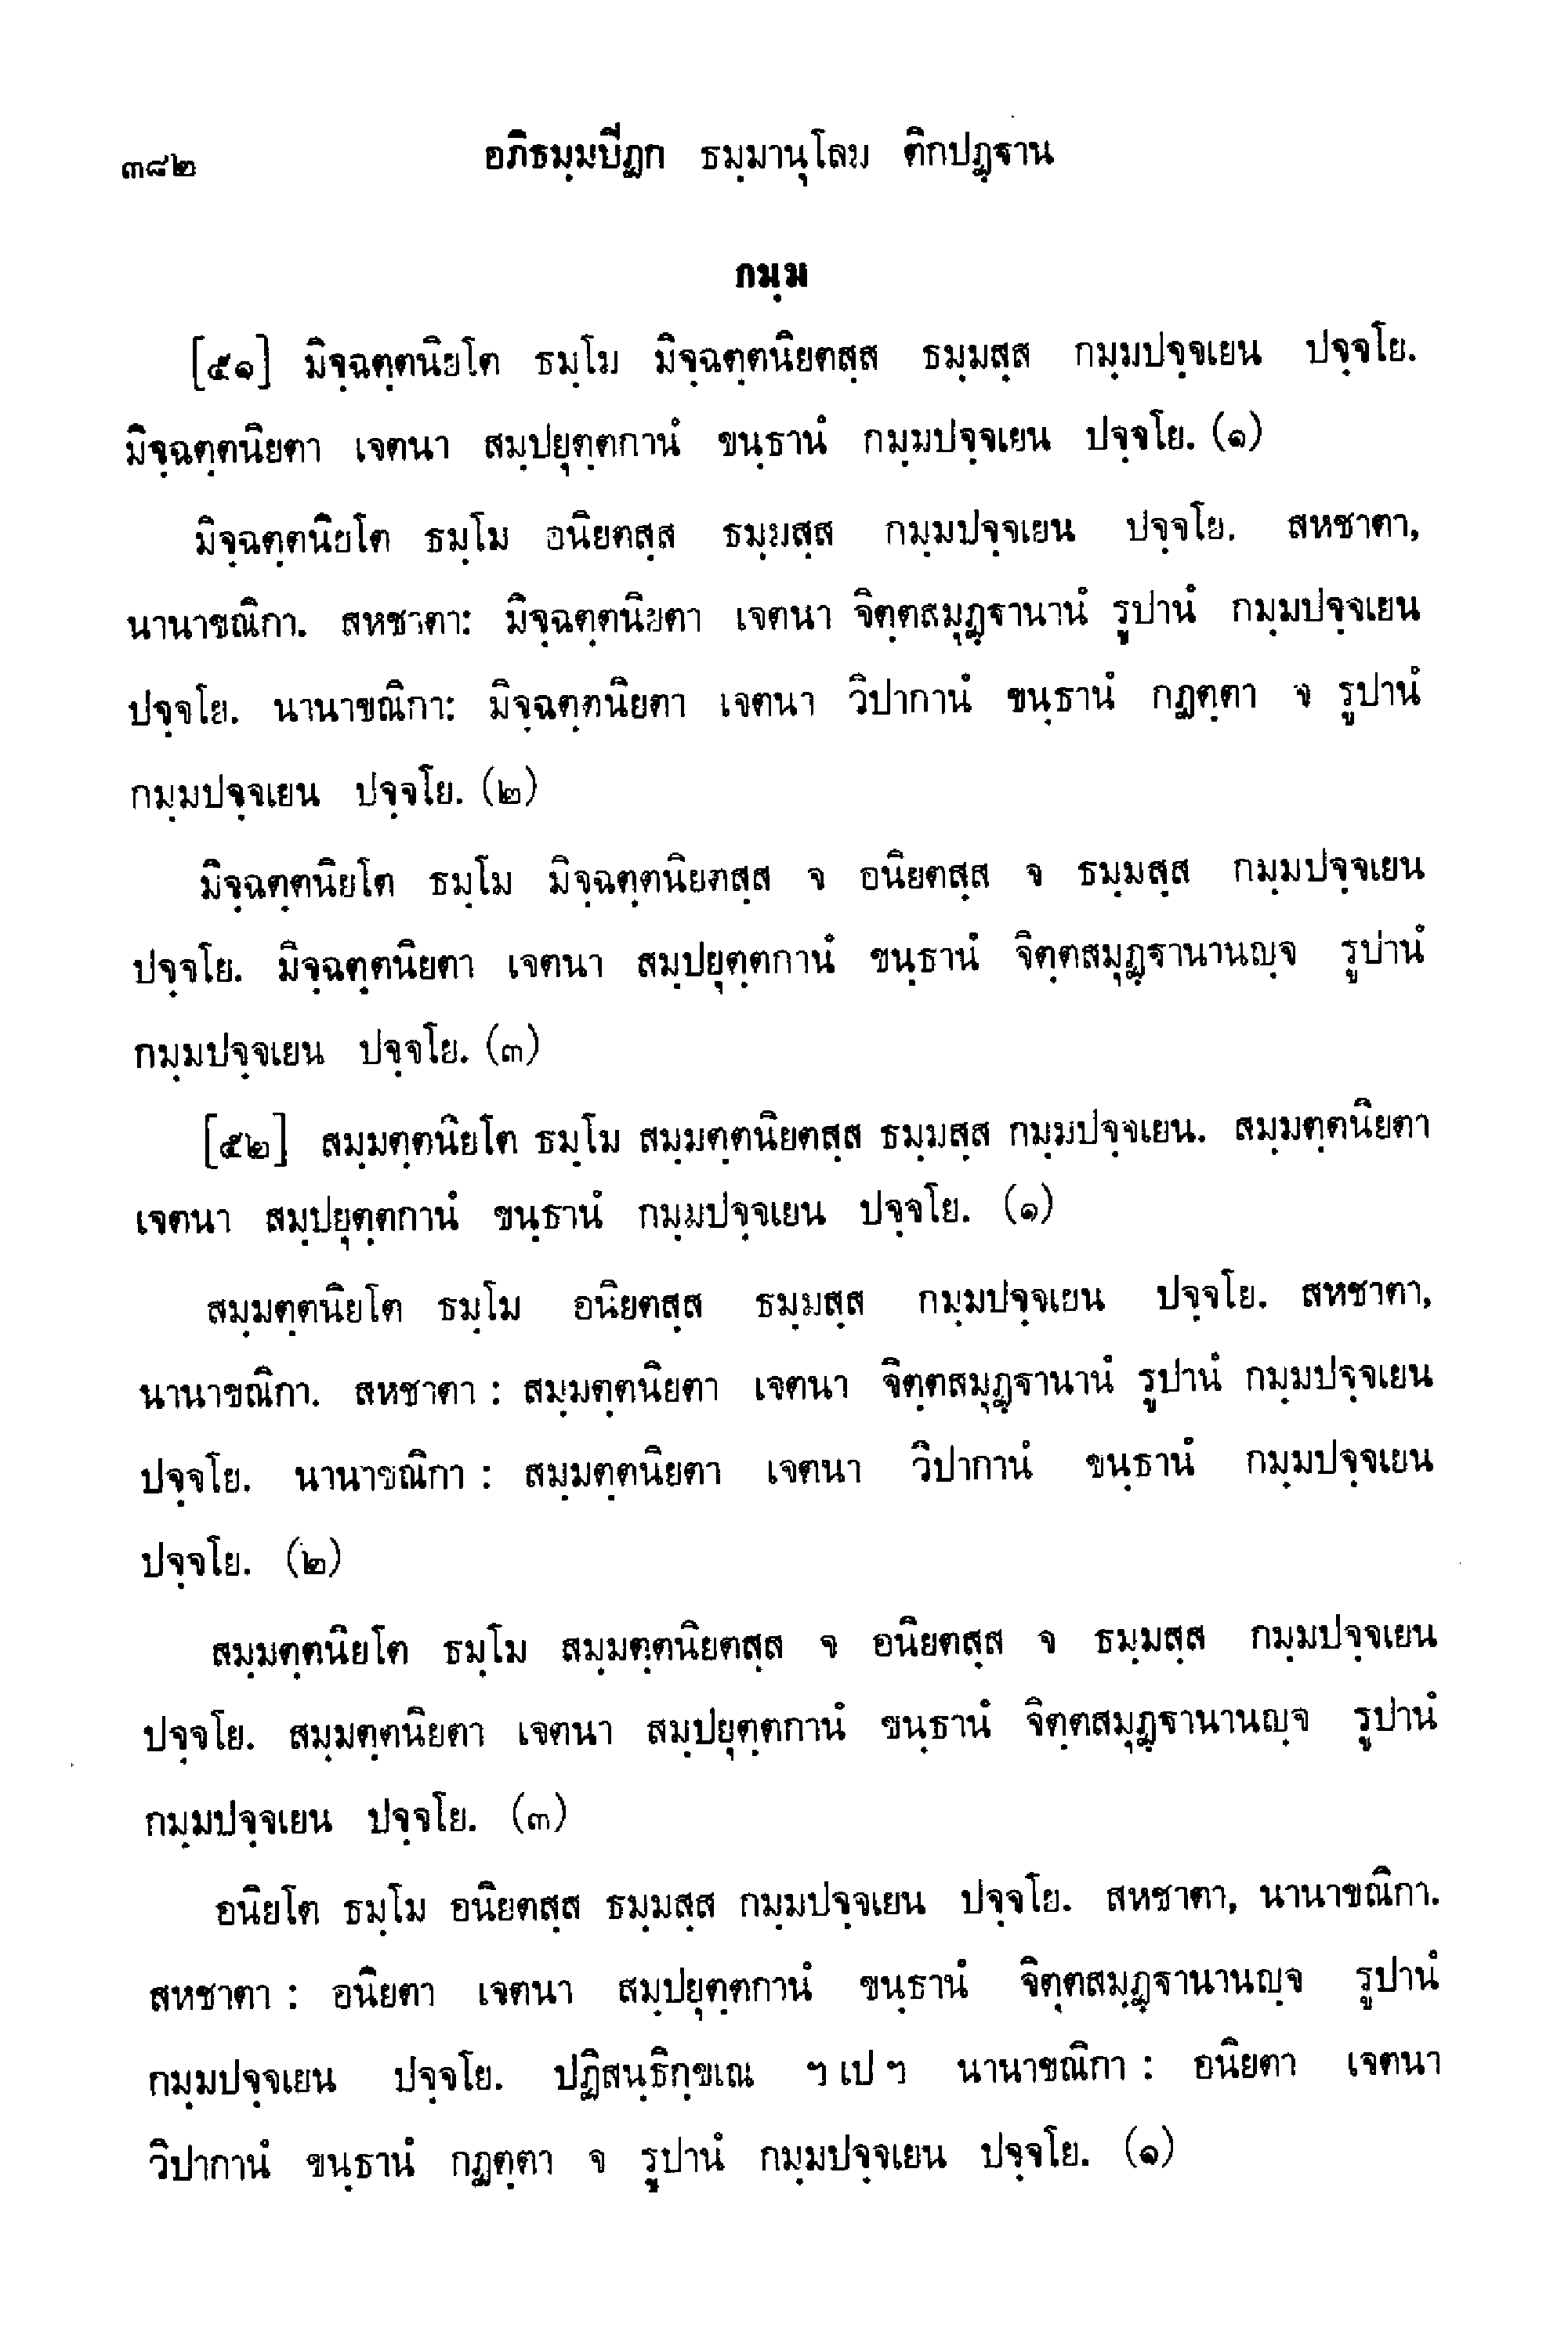 ๓๘๒ อภิธมฺมปิฏก ธมฺมานุโลม ติกปฏฺฐาน
กมฺม
[๕๑] มิจฺฉตฺตนิยโต ธมฺโม มิจฺฉตฺตนิยตสฺส ธมฺมสฺส กมฺมปจฺจเยน ปจฺจโย.
มิจฺฉตฺตนิยตา เจตนา สมฺปยุตฺตกานํ ขนฺธานํ กมฺมปจฺจเยน ปจฺจโย. (๑)
มิจฺฉตฺตนิยโต ธมฺโม อนิยตสฺส ธมฺมสฺส กมฺมปจฺจเยน ปจฺจโย. สหชาตา,
นานาขณิกา. สหชาตา: มิจฺฉตฺตนิยตา เจตนา จิตฺตสมุฏฺฐานานํ รูปานํ กมฺมปจฺจเยน
ปจฺจโย. นานาขณิกา: มิจฺฉตฺตนิยตา เจตนา วิปากานํ ขนฺธานํ กฏตฺตา จ รูปานํ
กมฺมปจฺจเยน ปจฺจโย. (๒)
มิจฺฉตฺตนิยโต ธมฺโม มิจฺฉตฺตนิยตสฺส จ อนิยตสฺส จ ธมฺมสฺส กมฺมปจฺจเยน
ปจฺจโย. มิจฺฉตฺตนิยตา เจตนา สมฺปยุตฺตกานํ ขนฺธานํ จิตฺตสมุฏฺฐานานญฺจ รูปานํ
กมฺมปจฺจเยน ปจฺจโย. (๓)
[๕๒] สมฺมตฺตนิยโต ธมฺโม สมฺมตฺตนิยตสฺส ธมฺมสฺส กมฺมปจฺจเยน. สมฺมตฺตนิยตา
เจตนา สมฺปยุตฺตกานํ ขนฺธานํ กมฺมปจฺจเยน ปจฺจโย. (๑)
สมฺมตฺตนิยโต ธมฺโม อนิยตสฺส ธมฺมสฺส กมฺมปจฺจเยน ปจฺจโย. สหชาตา,
นานาขณิกา. สหชาตา : สมฺมตฺตนิยตา เจตนา จิตฺตสมุฏฺฐานานํ รูปานํ กมฺมปจฺจเยน
ปจฺจโย. นานาขณิกา : สมฺมตฺตนิยตา เจตนา วิปากานํ ขนฺธานํ กมฺมปจฺจเยน
ปจฺจโย. (๒)
สมฺมตฺตนิยโต ธมฺโม สมฺมตฺตนิยตสฺส จ อนิยตสฺส จ ธมฺมสฺส กมฺมปจฺจเยน
ปจฺจโย. สมฺมตฺตนิยตา เจตนา สมฺปยุตฺตกานํ ขนฺธานํ จิตฺตสมุฏฺฐานานญฺจ รูปานํ
กมฺมปจฺจเยน ปจฺจโย. (๓)
อนิยโต ธมฺโม อนิยตสฺส ธมฺมสฺส กมฺมปจฺจเยน ปจฺจโย. สหชาตา, นานาขณิกา.
สหชาตา : อนิยตา เจตนา สมฺปยุตฺตกานํ ขนฺธานํ จิตฺตสมฺฏฺฐานานญฺจ รูปานํ
กมฺมปจฺจเยน ปจฺจโย. ปฏิสนฺธิกฺขเณ ฯ เป ฯ นานาขณิกา : อนิยตา เจตนา
วิปากานํ ขนฺธานํ กฏตฺตา จ รูปานํ กมฺมปจฺจเยน ปจฺจโย. (๑)